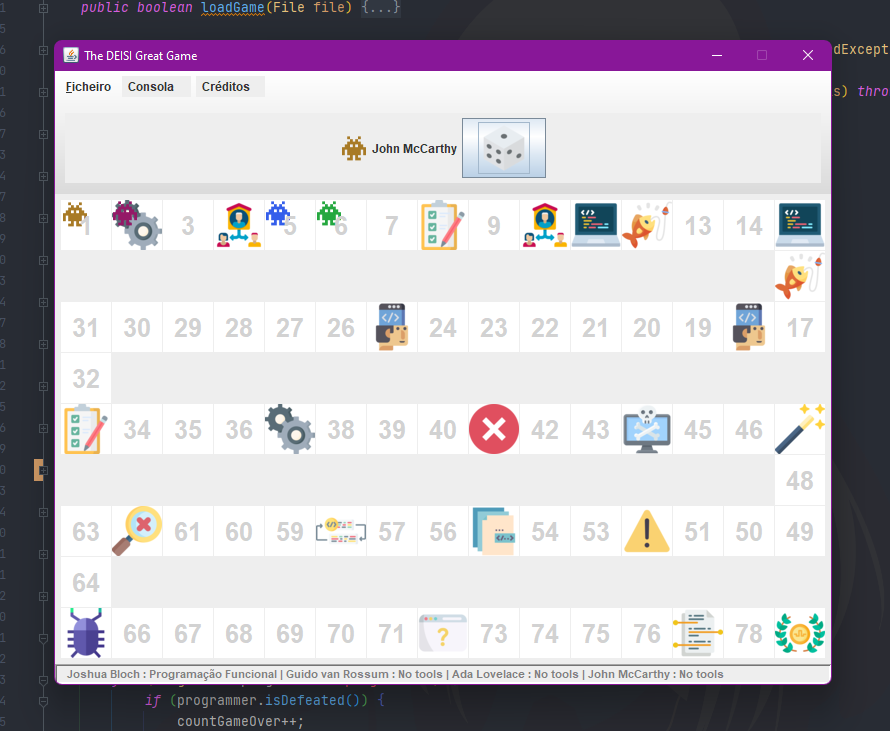 public boolean loadGame(File file) {...}
The DEISI Great Game
dExcept
Ficheiro Consola Créditos
s) thro
John McCarthy
1 3 5 6 7 9 13 14
31 30 29 28 27 26 24 23 22 21 20 19 17
32
34 35 36 38 39 40 42 43 45 46
48
63 61 60 59 57 56 54 53 51 50 49
64
66 67 68 69 70 71 73 74 75 76 78
Joshua Bloch : Programação Funcional | Guido van Rossum : No tools | Ada Lovelace : No tools | John McCarthy : No tools
if (programmer.isDefeated()) {
countGameOver++;